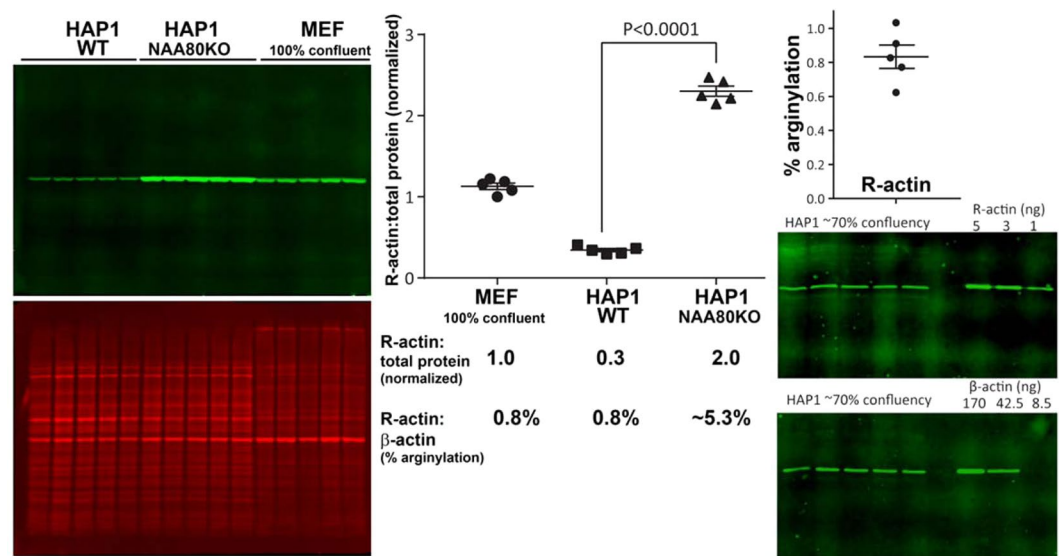 HAP1 HAP1 MEF
WT NAA80KO 100% confluent
R-actin:total protein (normalized)
3
2
1
0
P<0.0001
MEF HAP1 HAP1
100% confluent WT NAA80KO
R-actin:
total protein 1.0 0.3 2.0
(normalized)
R-actin: 0.8% 0.8% ~5.3%
β-actin
(% arginylation)
% arginylation
1.0
0.8
0.6
0.4
0.2
0.0
R-actin
HAP1 ~70% confluency R-actin (ng)
5 3 1
HAP1 ~70% confluency β-actin (ng)
170 42.5 8.5